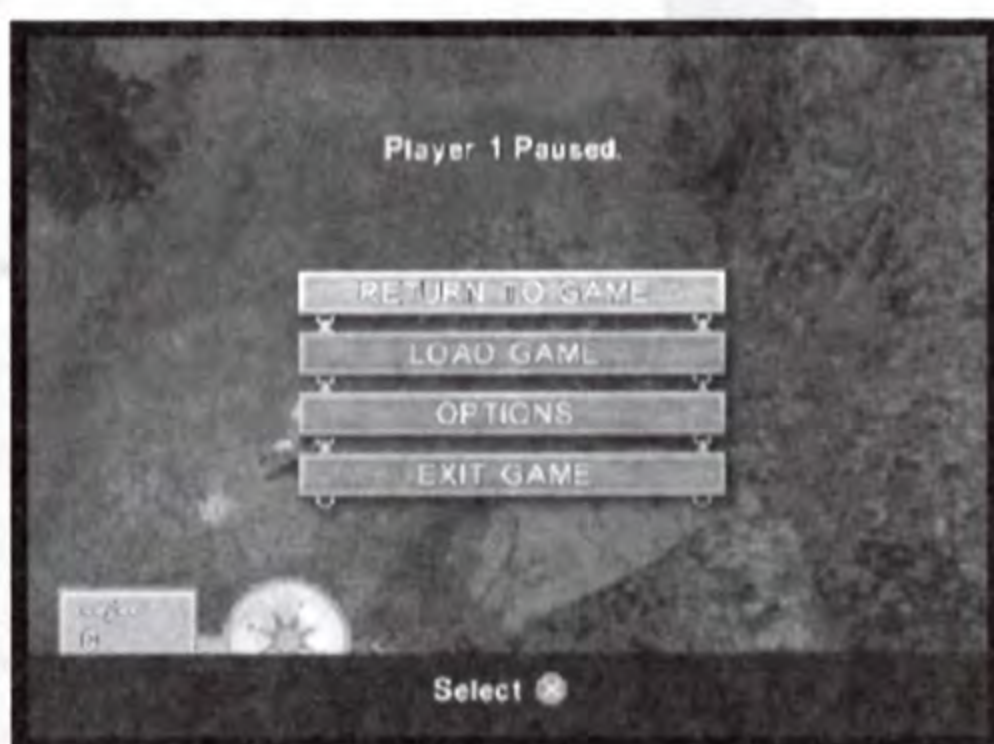 Player 1 Paused.
RETURN TO GAME
LOAD GAME
OPTIONS
EXIT GAME
Select